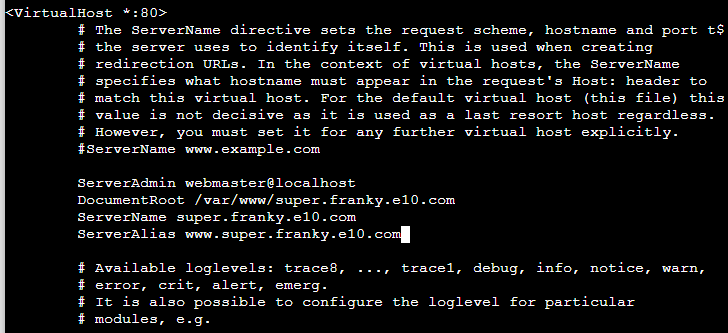 <VirtualHost *:80>
# The ServerName directive sets the request scheme, hostname and port t$
# the server uses to identify itself. This is used when creating
# redirection URLs. In the context of virtual hosts, the ServerName
# specifies what hostname must appear in the request's Host: header to
# match this virtual host. For the default virtual host (this file) this
# value is not decisive as it is used as a last resort host regardless.
# However, you must set it for any further virtual host explicitly.
#ServerName www.example.com
ServerAdmin webmaster@localhost
DocumentRoot /var/www/super.franky.e10.com
ServerName super.franky.e10.com
ServerAlias www.super.franky.e10.com
# Available loglevels: trace8, ..., trace1, debug, info, notice, warn,
# error, crit, alert, emerg.
# It is also possible to configure the loglevel for particular
# modules, e.g.